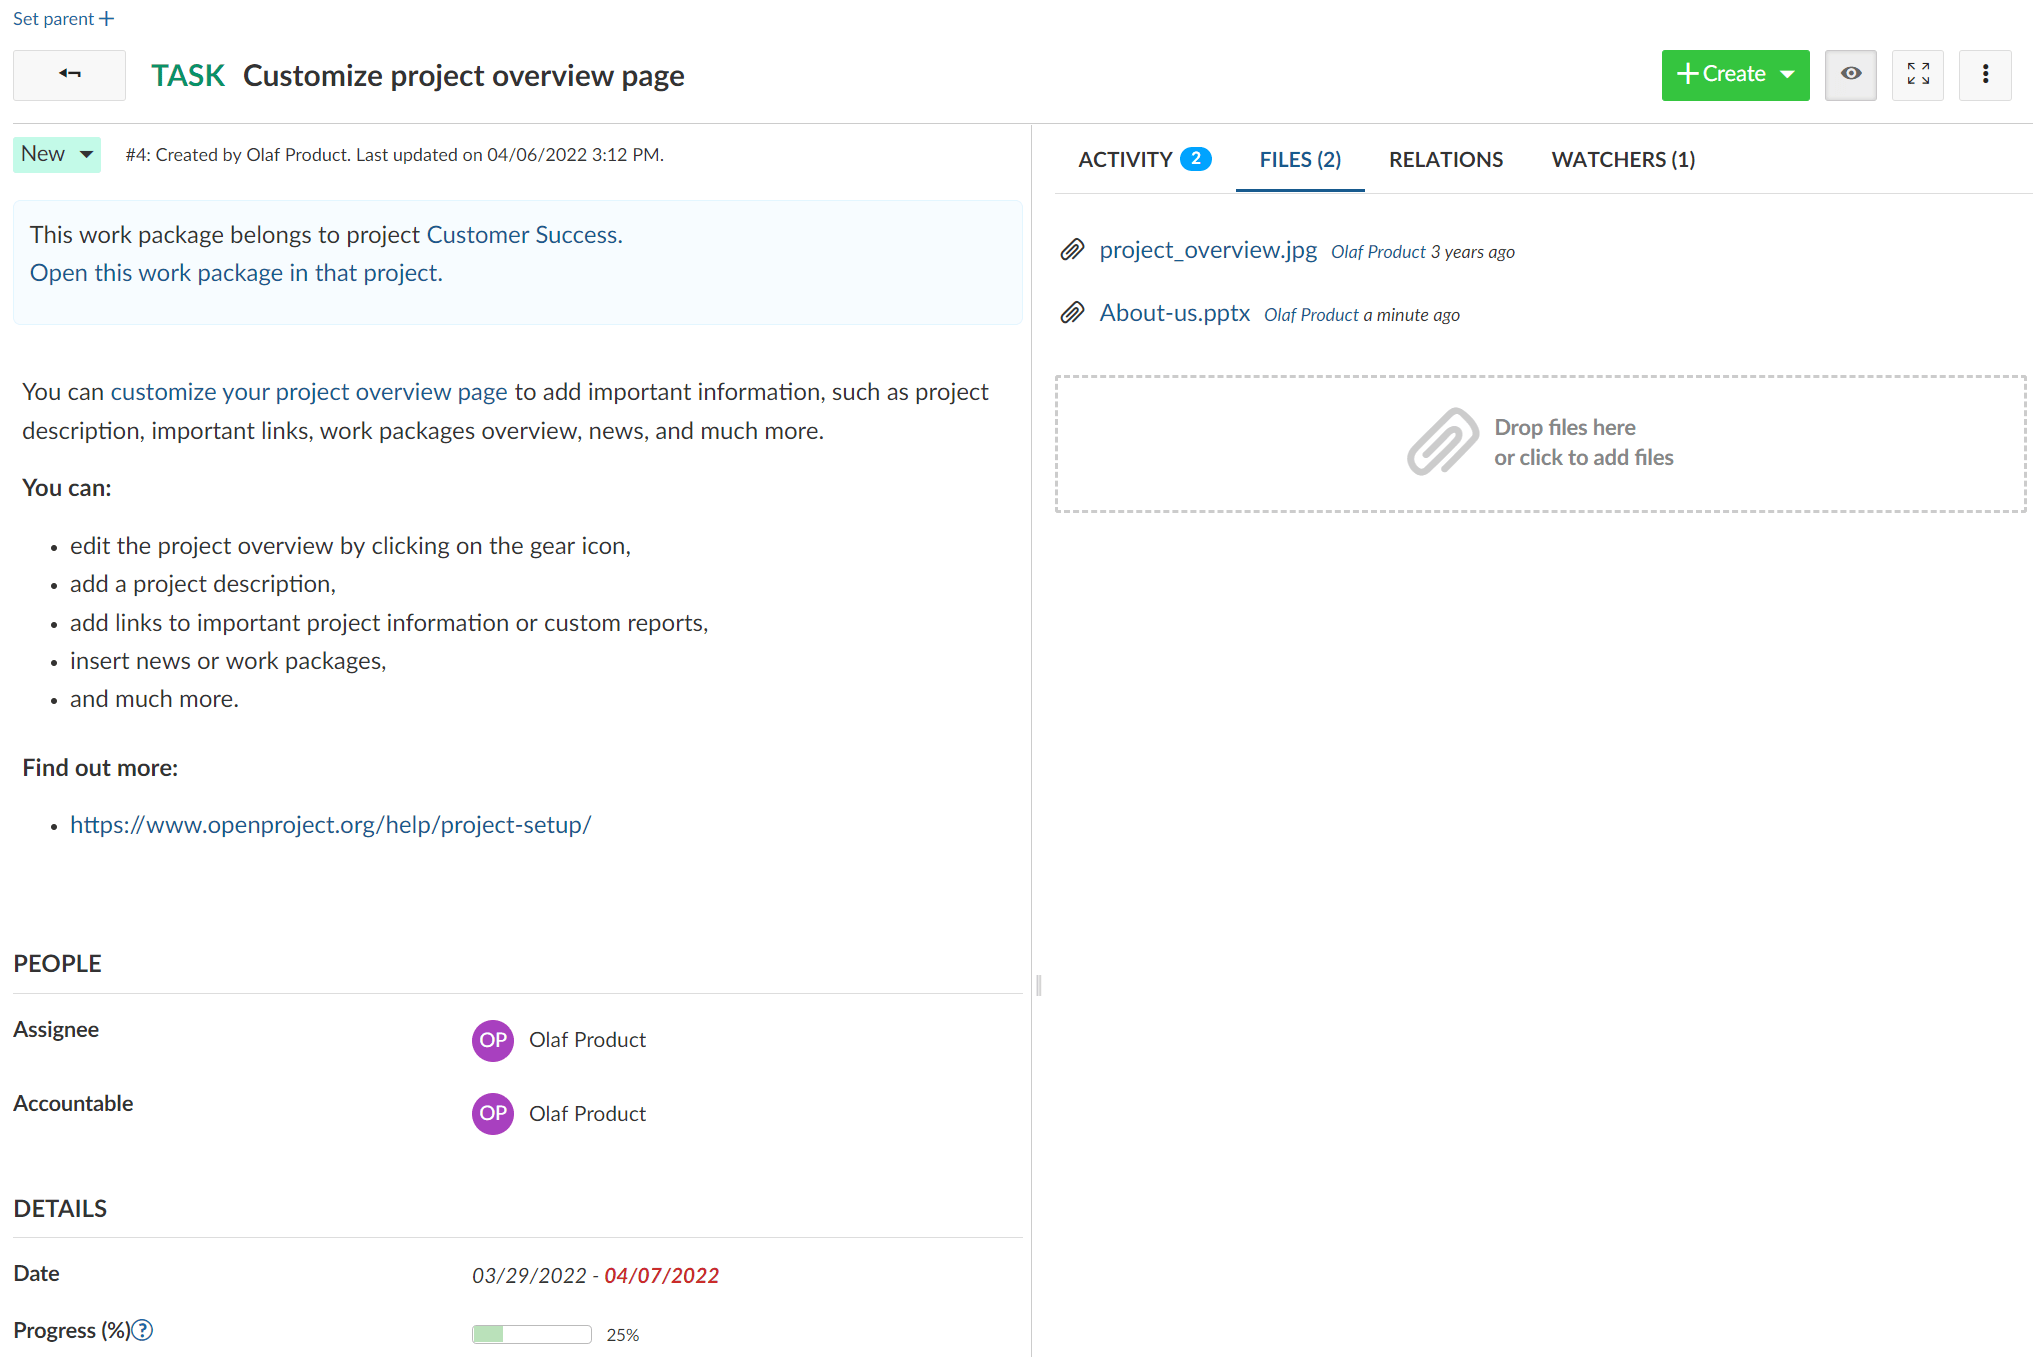 Set parent
TASK Customize project overview page
Create
New
#4: Created by Olaf Product. Last updated on 04/06/2022 3:12 PM.
This work package belongs to project Customer Success.
Open this work package in that project.
You can customize your project overview page to add important information, such as project
description, important links, work packages overview, news, and much more.
You can:
edit the project overview by clicking on the gear icon,
add a project description,
add links to important project information or custom reports,
insert news or work packages,
and much more.
Find out more:
https://www.openproject.org/help/project-setup/
PEOPLE
Assignee
OP Olaf Product
Accountable
OP Olaf Product
DETAILS
Date
03/29/2022 - 04/07/2022
Progress (%)?
25%
ACTIVITY 2 FILES (2) RELATIONS WATCHERS (1)
project_overview.jpg Olaf Product 3 years ago
About-us.pptx Olaf Product a minute ago
Drop files here
or click to add files